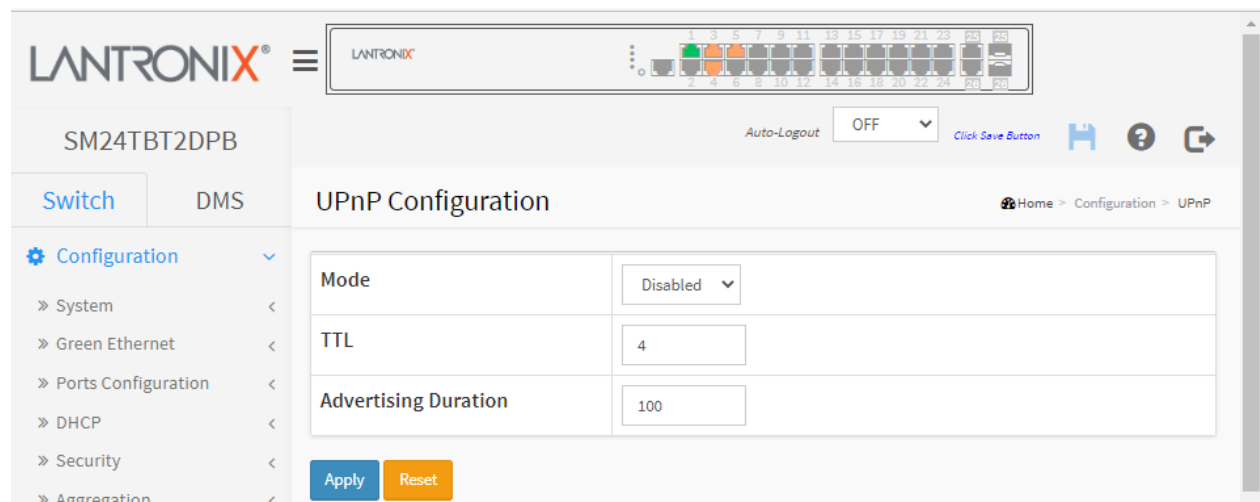 LANTRONIX®
LANTRONIX
1 3 5 7 9 11 13 15 17 19 21 23 25 25
2 4 6 8 10 12 14 16 18 20 22 24 26 26
SM24TBT2DPB
Auto-Logout OFF Click Save Button
Switch DMS
UPnP Configuration
Home > Configuration > UPnP
Configuration
» System
» Green Ethernet
» Ports Configuration
» DHCP
» Security
» Aggregation
Mode Disabled
TTL 4
Advertising Duration 100
Apply Reset